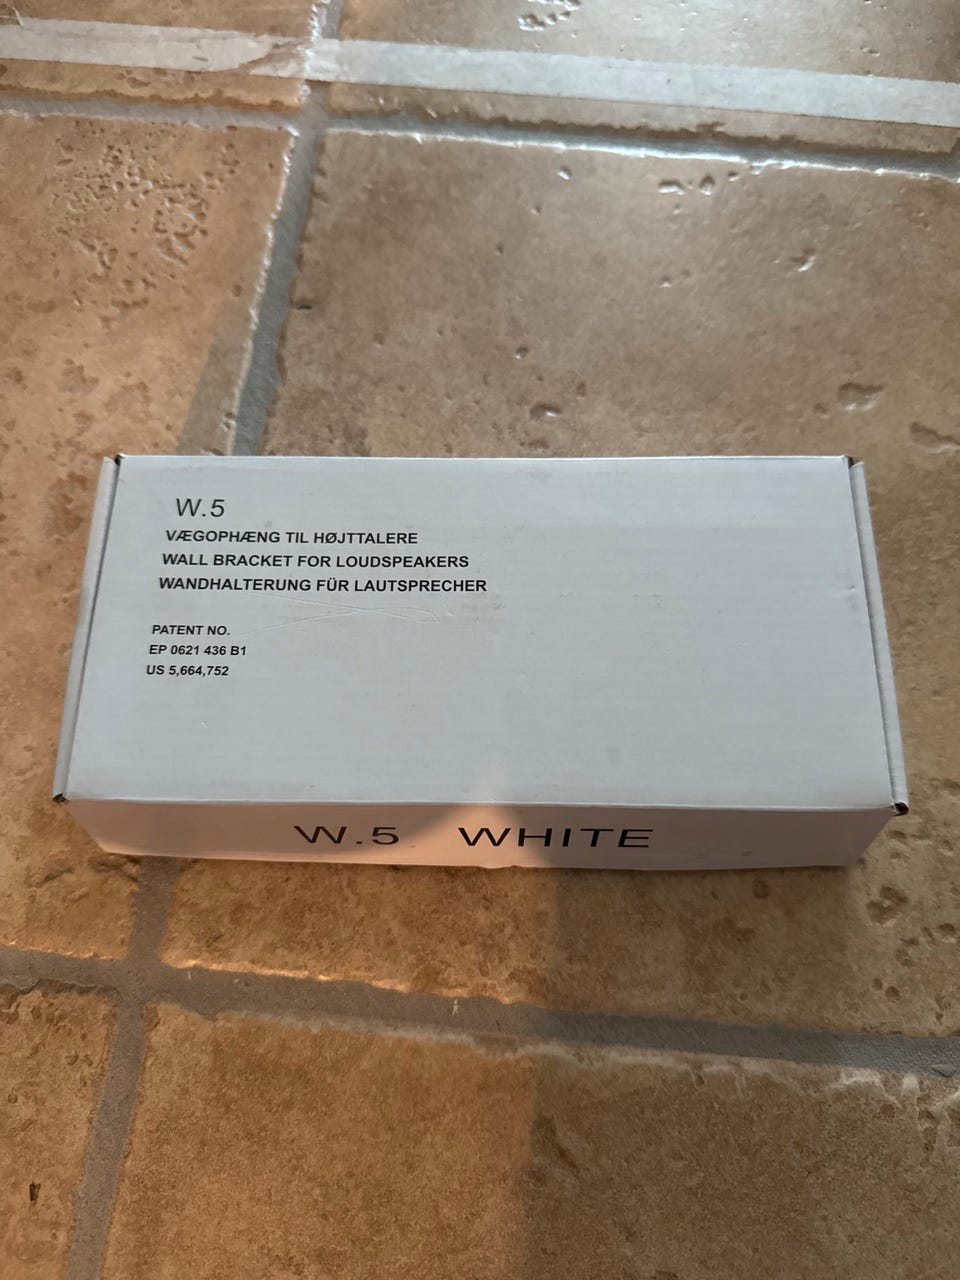 W.5
VÆGOPHÆNG TIL HØJTTALERE
WALL BRACKET FOR LOUDSPEAKERS
WANDHALTERUNG FÜR LAUTSPRECHER
PATENT NO.
EP 0621 436 B1
US 5,664,752
W.5 WHITE